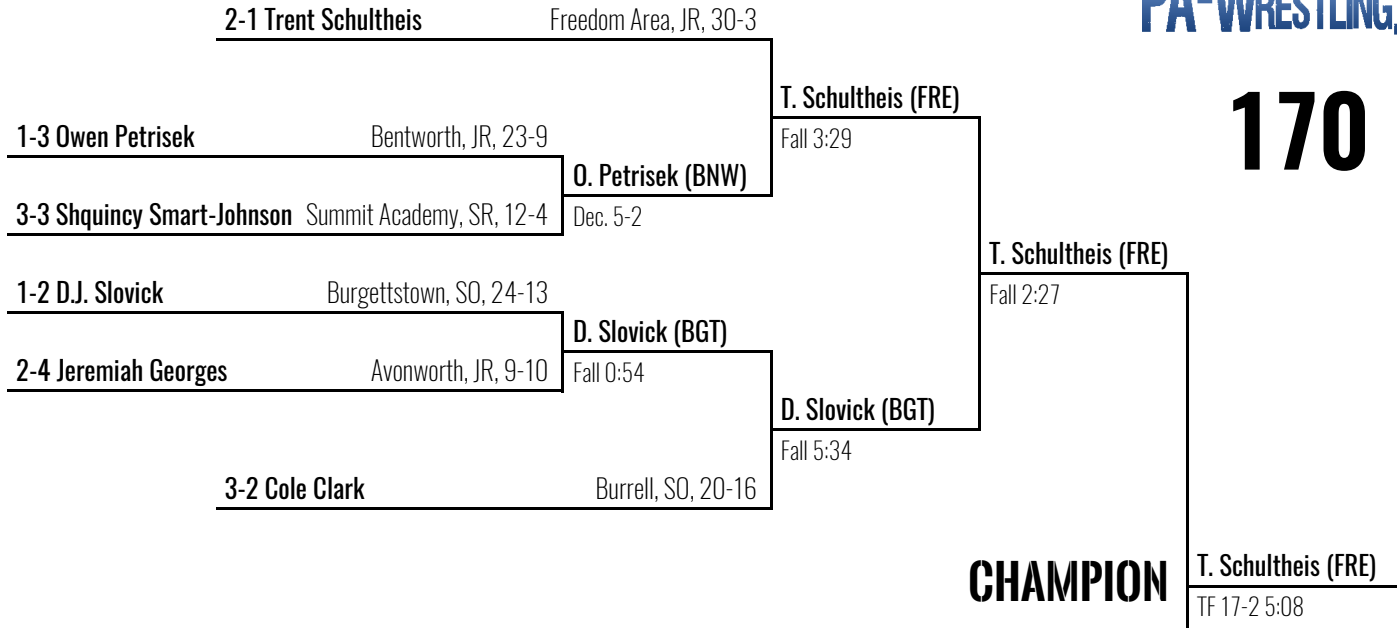 2-1 Trent Schultheis Freedom Area, JR, 30-3
PA-WRESTLING.
170
T. Schultheis (FRE)
Fall 3:29
1-3 Owen Petrisek Bentworth, JR, 23-9
O. Petrisek (BNW)
3-3 Shquincy Smart-Johnson Summit Academy, SR, 12-4
Dec. 5-2
T. Schultheis (FRE)
Fall 2:27
1-2 D.J. Slovick Burgettstown, SO, 24-13
D. Slovick (BGT)
2-4 Jeremiah Georges Avonworth, JR, 9-10
Fall 0:54
D. Slovick (BGT)
Fall 5:34
3-2 Cole Clark Burrell, SO, 20-16
CHAMPION
T. Schultheis (FRE)
TF 17-2 5:08